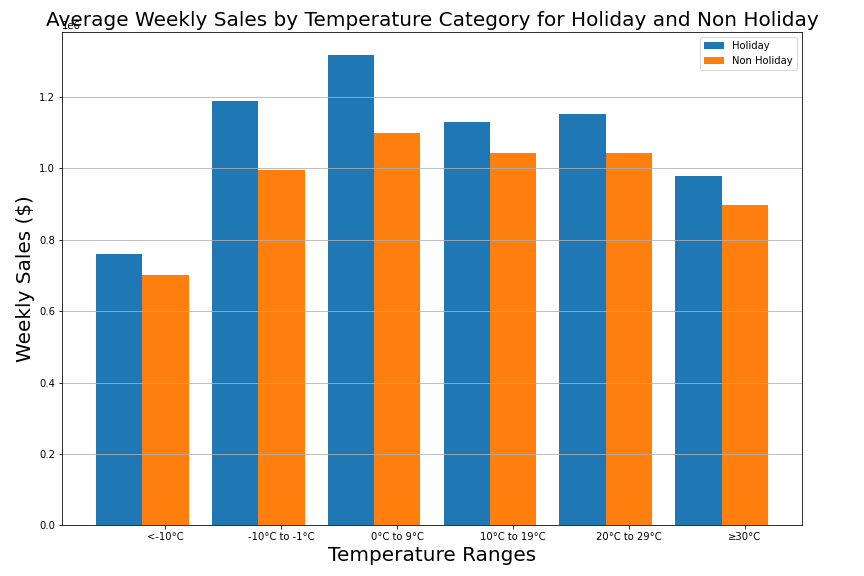 Average Weekly Sales by Temperature Category for Holiday and Non Holiday
1e6
Holiday
Non Holiday
1.2
1.0
0.8
0.6
0.4
0.2
0.0
Weekly Sales ($)
<-10°C
-10°C to -1°C
0°C to 9°C
10°C to 19°C
20°C to 29°C
≥30°C
Temperature Ranges